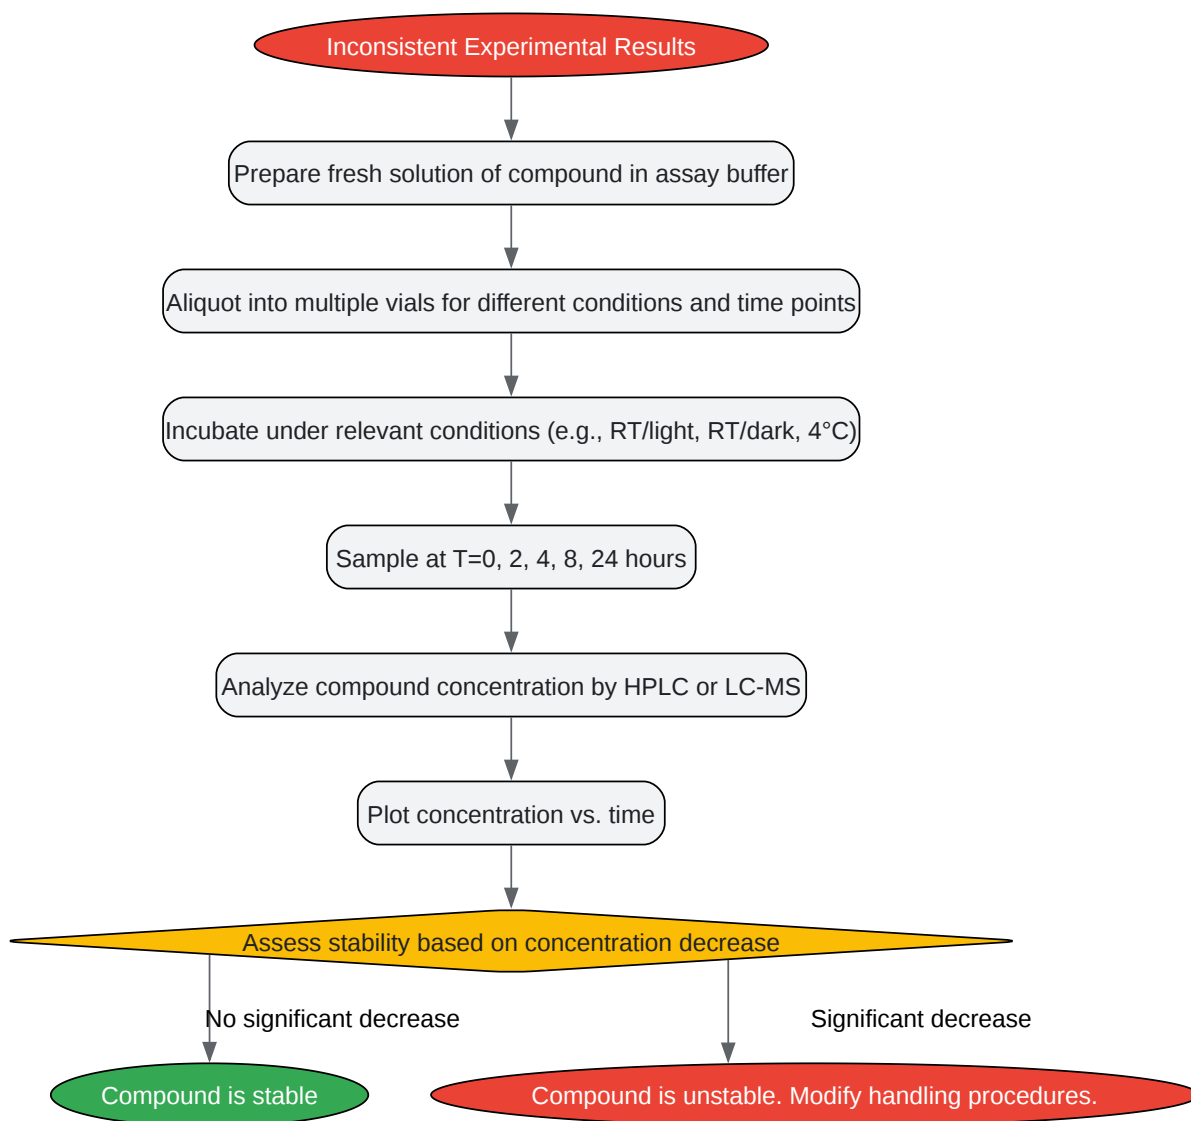 Inconsistent Experimental Results
Prepare fresh solution of compound in assay buffer
Aliquot into multiple vials for different conditions and time points
Incubate under relevant conditions (e.g., RT/light, RT/dark, 4°C)
Sample at T=0, 2, 4, 8, 24 hours
Analyze compound concentration by HPLC or LC-MS
Plot concentration vs. time
Assess stability based on concentration decrease
No significant decrease
Significant decrease
Compound is stable
Compound is unstable. Modify handling procedures.